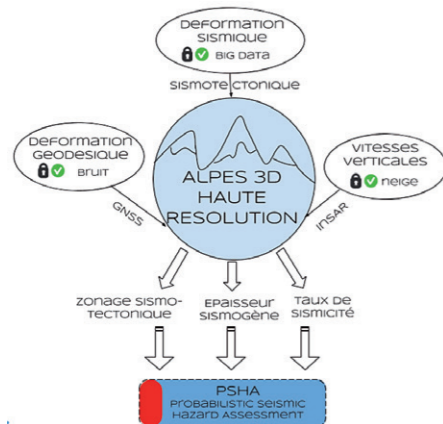 DEFORMATION
SISMIQUE
BIG DATA
SISMOTECTONIQUE
DEFORMATION
GEODESIQUE
BRUIT
GNSS
VITESSES
VERTICALES
NEIGE
INSAR
ALPES 3D
HAUTE
RESOLUTION
ZONAGE SISMO-
TECTONIQUE
EPAISSEUR
SISMOGÈNE
TAUX DE
SISMICITÉ
PSHA
PROBABILISTIC SEISMIC
HAZARD ASSESSMENT